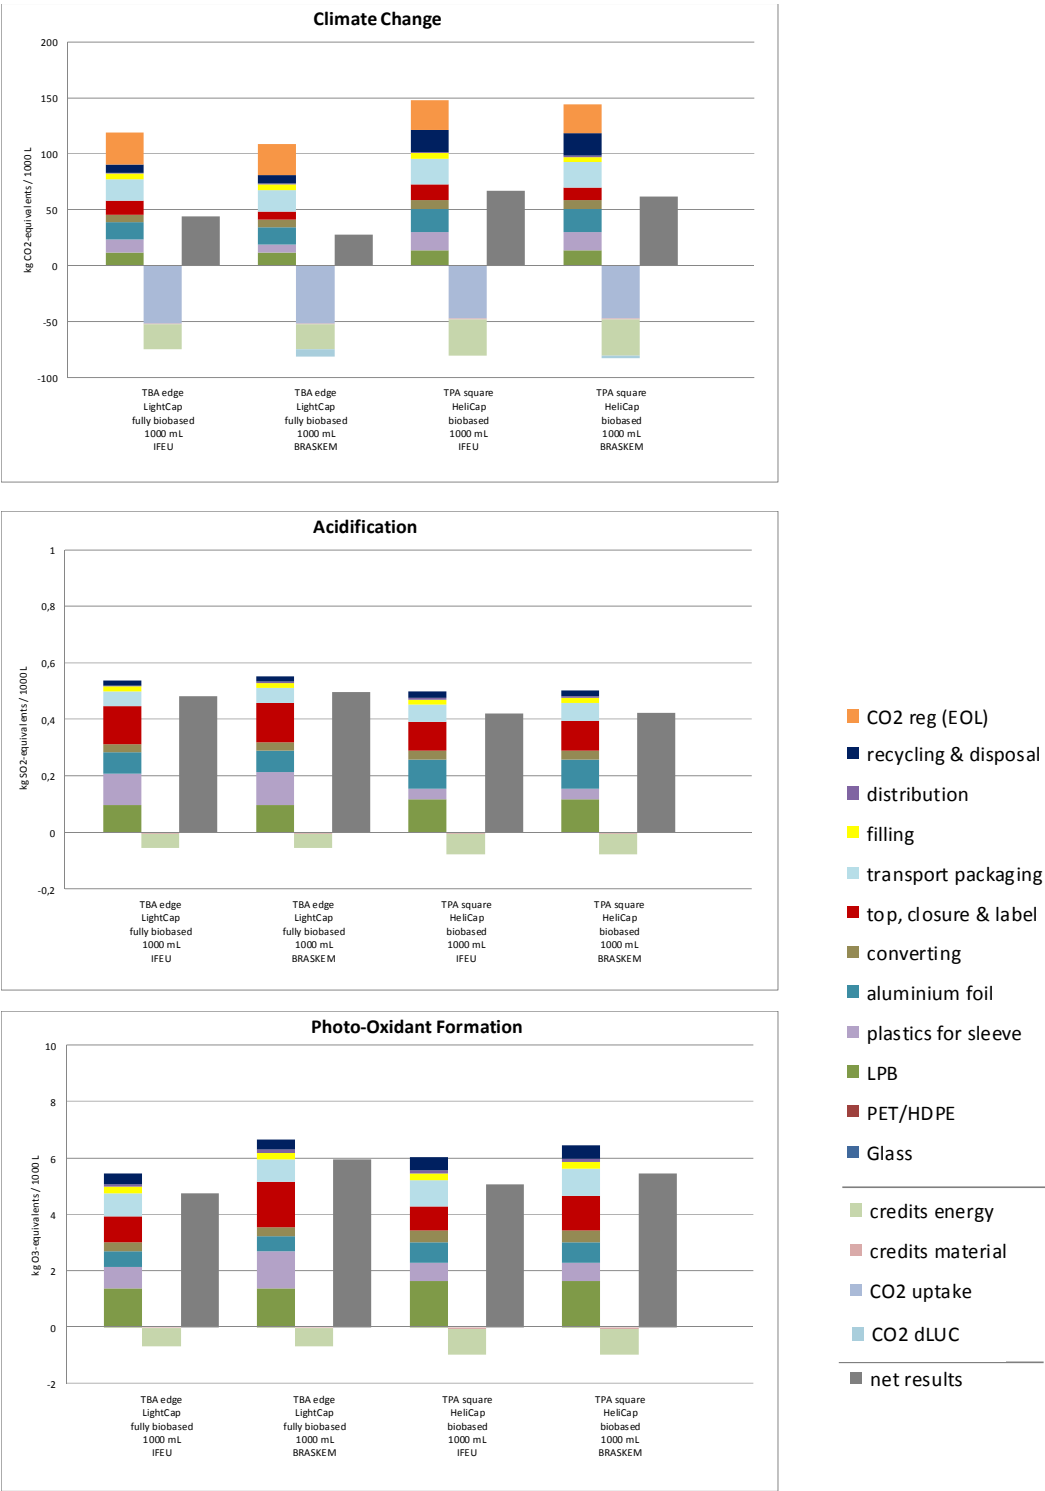 Climate Change
200
150
100
50
0
-50
-100
kg CO2-equivalents / 1000 L
TBA edge
LightCap
fully biobased
1000 mL
IFEU
TBA edge
LightCap
fully biobased
1000 mL
BRASKEM
TPA square
HeliCap
biobased
1000 mL
IFEU
TPA square
HeliCap
biobased
1000 mL
BRASKEM
Acidification
1
0,8
0,6
0,4
0,2
0
-0,2
kg SO2-equivalents / 1000 L
TBA edge
LightCap
fully biobased
1000 mL
IFEU
TBA edge
LightCap
fully biobased
1000 mL
BRASKEM
TPA square
HeliCap
biobased
1000 mL
IFEU
TPA square
HeliCap
biobased
1000 mL
BRASKEM
Photo-Oxidant Formation
10
8
6
4
2
0
-2
kg O3-equivalents / 1000 L
TBA edge
LightCap
fully biobased
1000 mL
IFEU
TBA edge
LightCap
fully biobased
1000 mL
BRASKEM
TPA square
HeliCap
biobased
1000 mL
IFEU
TPA square
HeliCap
biobased
1000 mL
BRASKEM
CO2 reg (EOL)
recycling & disposal
distribution
filling
transport packaging
top, closure & label
converting
aluminium foil
plastics for sleeve
LPB
PET/HDPE
Glass
credits energy
credits material
CO2 uptake
CO2 dLUC
net results